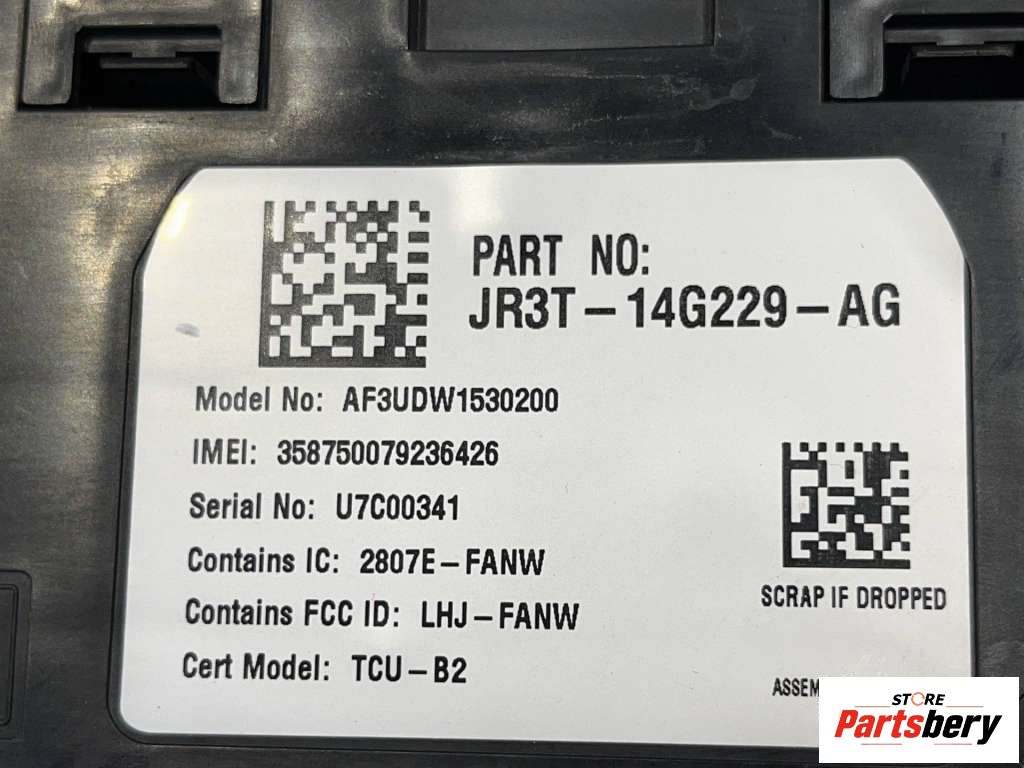 PART NO:
JR3T-14G229-AG
Model No: AF3UDW1530200
IMEI: 358750079236426
Serial No: U7C00341
Contains IC: 2807E-FANW
Contains FCC ID: LHJ-FANW
Cert Model: TCU-B2
SCRAP IF DROPPED
STORE
Partsbery